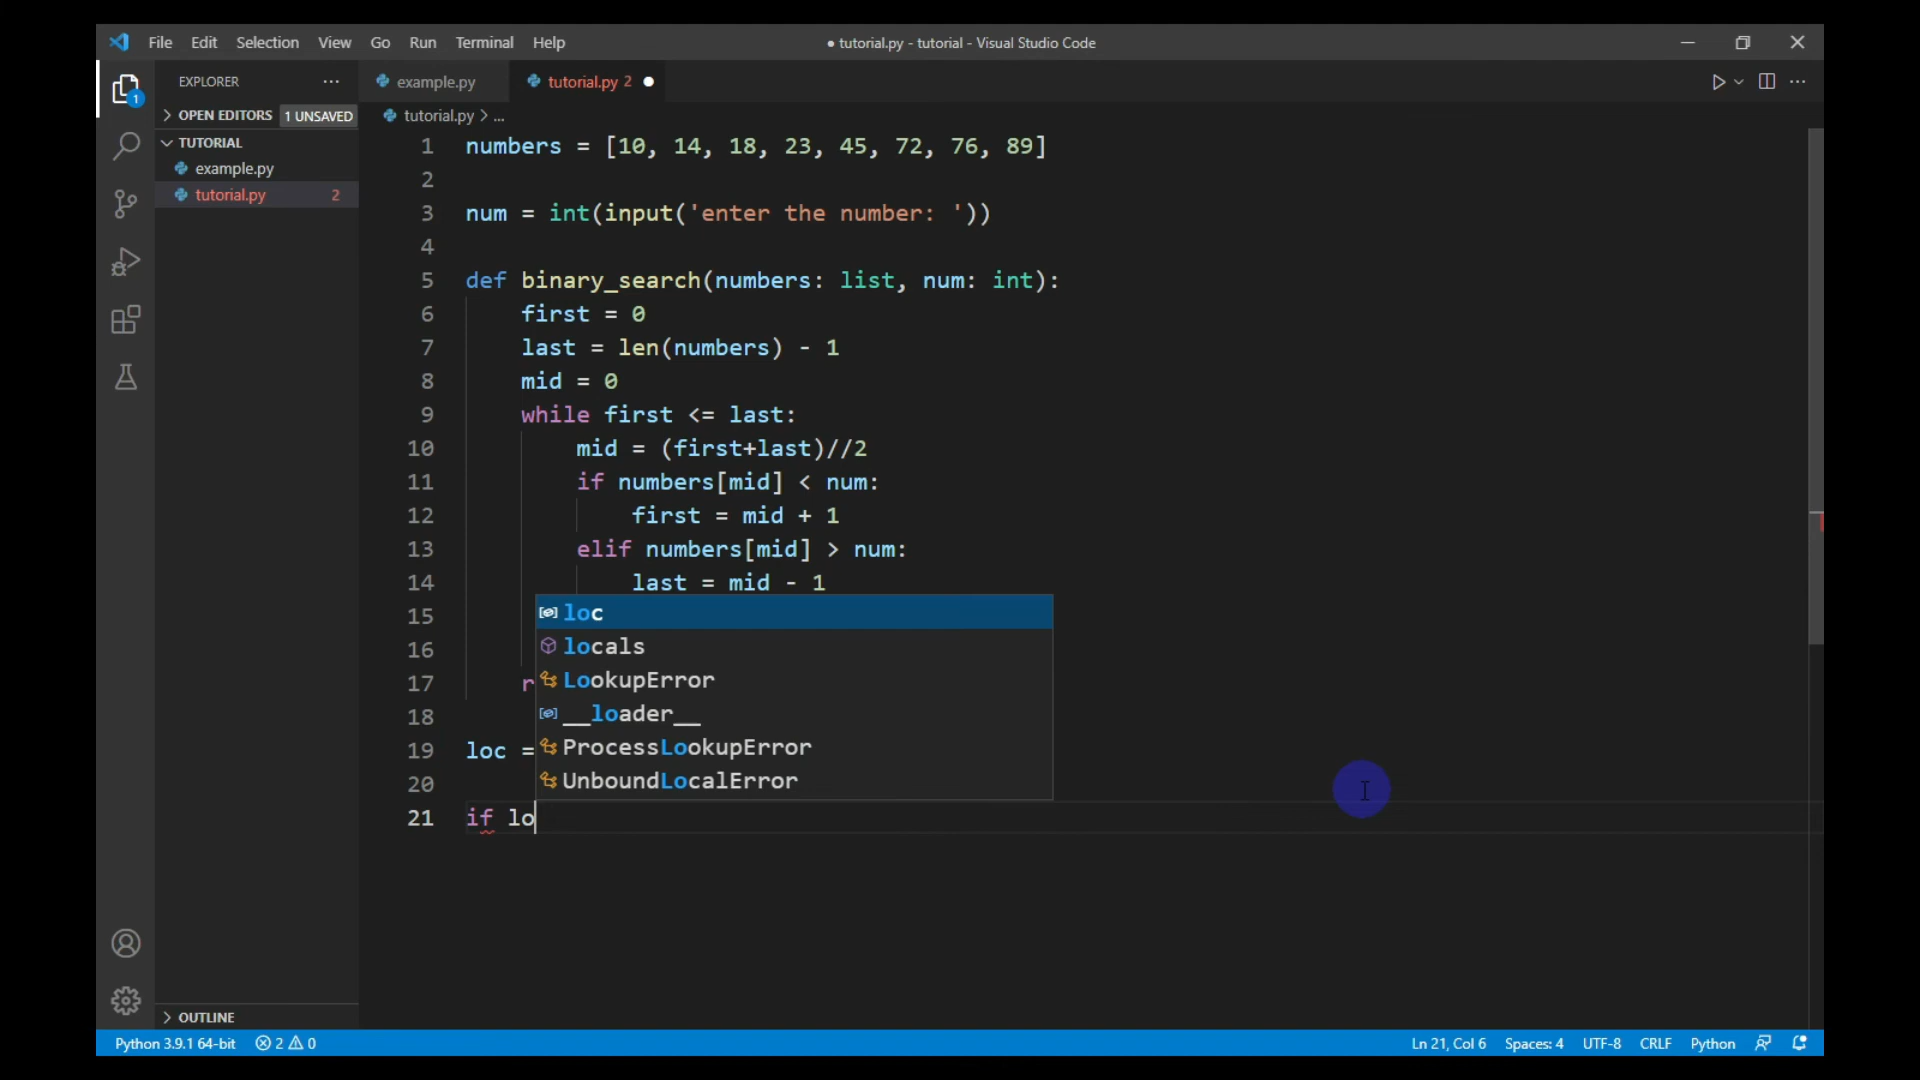 File Edit Selection View Go Run Terminal Help
● tutorial.py - tutorial - Visual Studio Code
EXPLORER ...
example.py
tutorial.py 2
OPEN EDITORS 1 UNSAVED
tutorial.py > ...
TUTORIAL
example.py
tutorial.py 2
1 numbers = [10, 14, 18, 23, 45, 72, 76, 89]
2
3 num = int(input('enter the number: '))
4
5 def binary_search(numbers: list, num: int):
6 first = 0
7 last = len(numbers) - 1
8 mid = 0
9 while first <= last:
10 mid = (first+last)//2
11 if numbers[mid] < num:
12 first = mid + 1
13 elif numbers[mid] > num:
14 last = mid - 1
15
16
17 r
18
19 loc =
20
21 if lo
loc
locals
LookupError
__loader__
ProcessLookupError
UnboundLocalError
1
OUTLINE
Python 3.9.1 64-bit 2 0
Ln 21, Col 6 Spaces: 4 UTF-8 CRLF Python